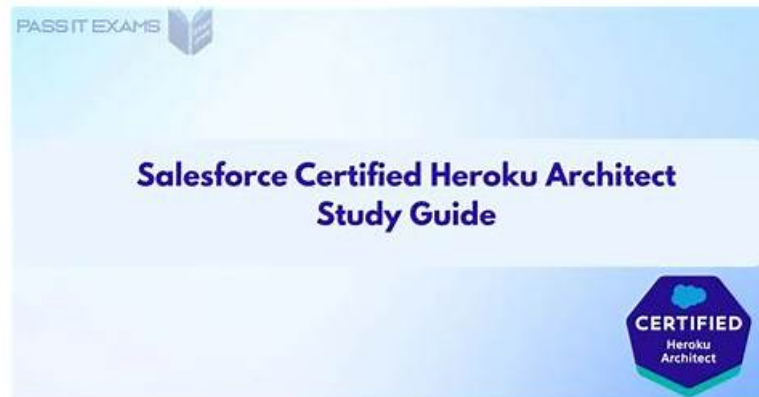 PASS IT EXAMS
Salesforce Certified Heroku Architect
Study Guide
CERTIFIED
Heroku
Architect